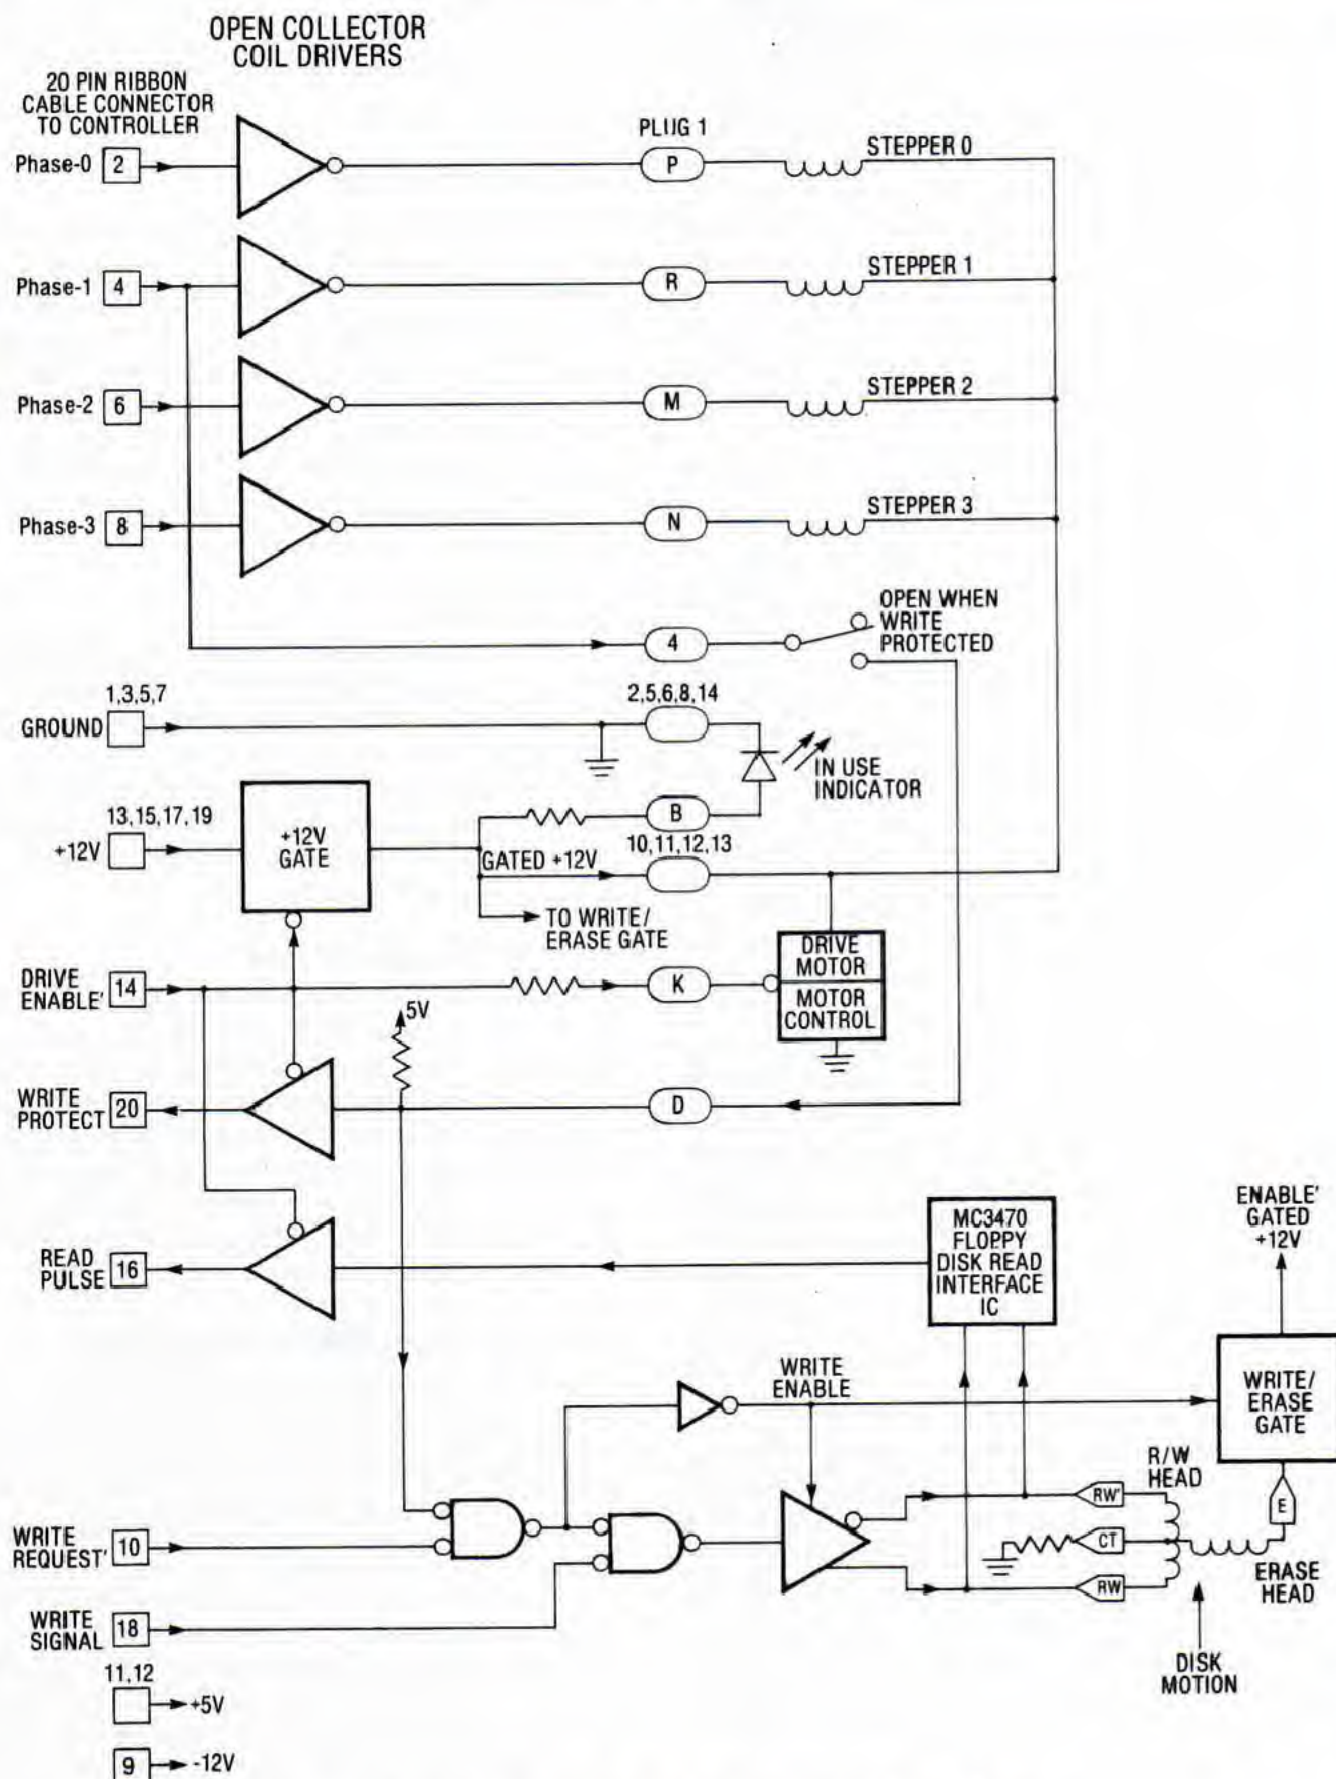 OPEN COLLECTOR
COIL DRIVERS
20 PIN RIBBON
CABLE CONNECTOR
TO CONTROLLER
PLUG 1
Phase-0 2
P
STEPPER 0
Phase-1 4
R
STEPPER 1
Phase-2 6
M
STEPPER 2
Phase-3 8
N
STEPPER 3
4
OPEN WHEN
WRITE
PROTECTED
1,3,5,7
GROUND
2,5,6,8,14
IN USE
INDICATOR
13,15,17,19
+12V
+12V
GATE
B
10,11,12,13
GATED +12V
TO WRITE/
ERASE GATE
DRIVE
MOTOR
MOTOR
CONTROL
DRIVE
ENABLE' 14
K
5V
WRITE
PROTECT 20
D
READ
PULSE 16
MC3470
FLOPPY
DISK READ
INTERFACE
IC
ENABLE'
GATED
+12V
WRITE
ENABLE
WRITE/
ERASE
GATE
R/W
HEAD
RW'
E
CT
RW
ERASE
HEAD
WRITE
REQUEST' 10
WRITE
SIGNAL 18
DISK
MOTION
11,12
+5V
9 -12V